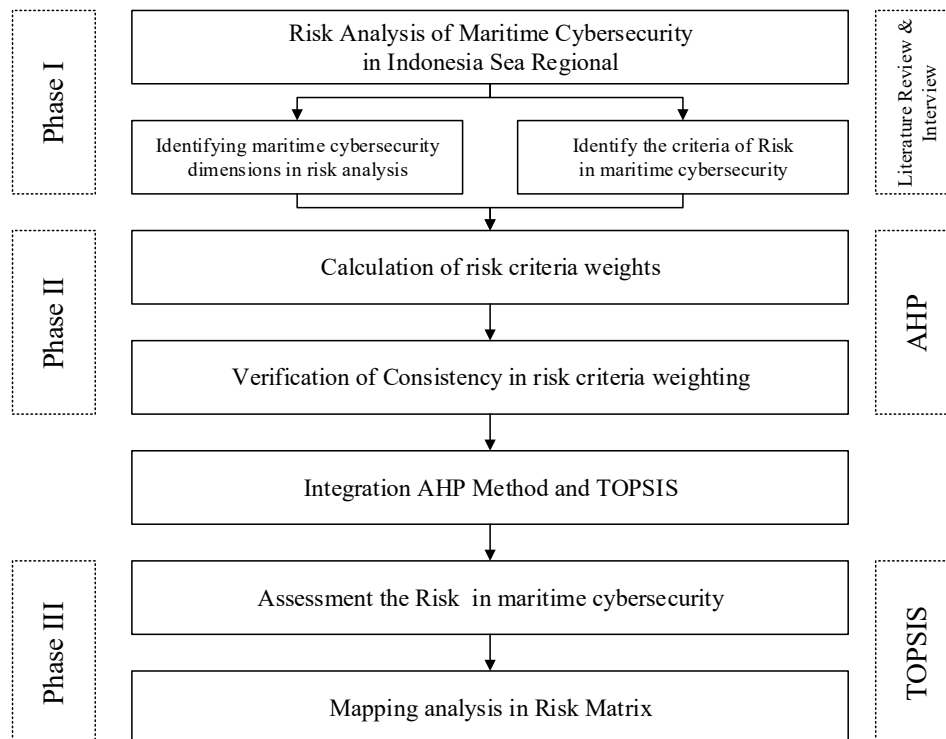 Phase I
Risk Analysis of Maritime Cybersecurity
in Indonesia Sea Regional
Literature Review &
Interview
Identifying maritime cybersecurity
dimensions in risk analysis
Identify the criteria of Risk
in maritime cybersecurity
Phase II
Calculation of risk criteria weights
AHP
Verification of Consistency in risk criteria weighting
Integration AHP Method and TOPSIS
Phase III
Assessment the Risk in maritime cybersecurity
TOPSIS
Mapping analysis in Risk Matrix